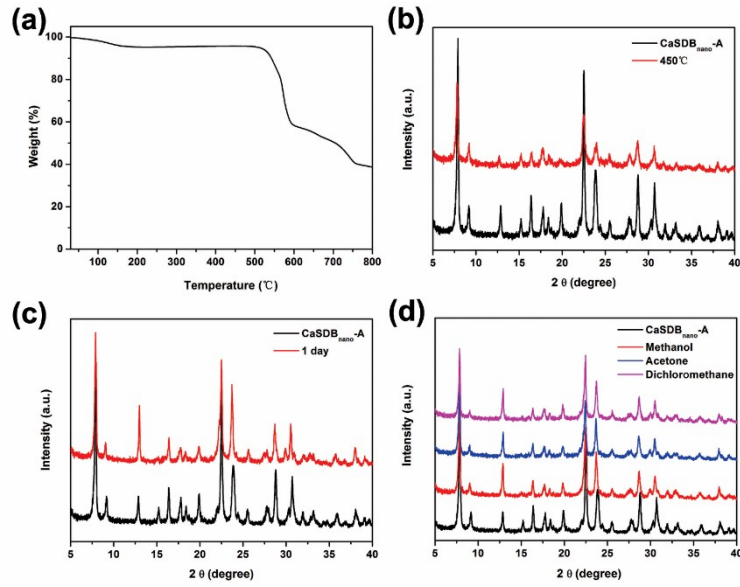 (a)
Weight (%)
100
80
60
40
20
0
100 200 300 400 500 600 700 800
Temperature (℃)
(b)
Intensity (a.u.)
CaSDBnano-A
450℃
5 10 15 20 25 30 35 40
2 θ (degree)
(c)
Intensity (a.u.)
CaSDBnano-A
1 day
5 10 15 20 25 30 35 40
2 θ (degree)
(d)
Intensity (a.u.)
CaSDBnano-A
Methanol
Acetone
Dichloromethane
5 10 15 20 25 30 35 40
2 θ (degree)